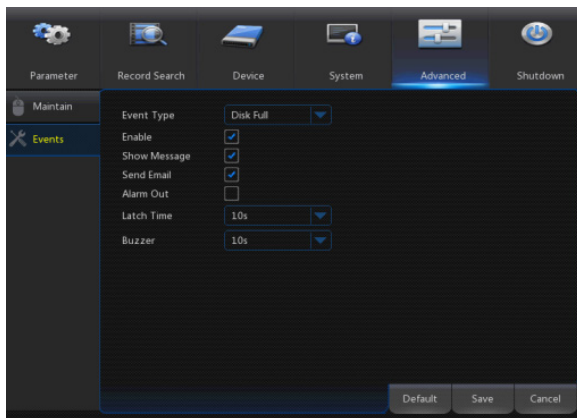 Parameter Record Search Device System Advanced Shutdown
Maintain
Events
Event Type Disk Full
Enable
Show Message
Send Email
Alarm Out
Latch Time 10s
Buzzer 10s
Default Save Cancel